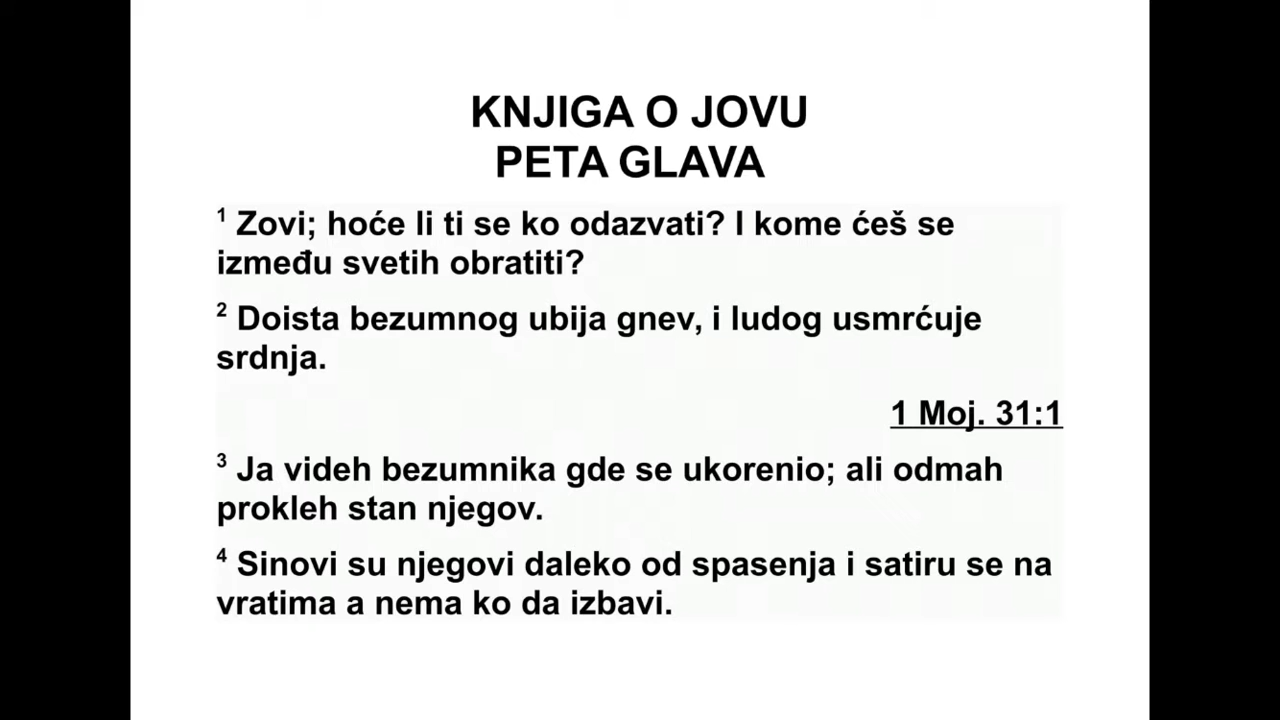 KNJIGA O JOVU
PETA GLAVA
1 Zovi; hoće li ti se ko odazvati? I kome ćeš se
između svetih obratiti?
2 Doista bezumnog ubija gnev, i ludog usmrćuje
srdnja.
1 Moj. 31:1
3 Ja videh bezumnika gde se ukorenio; ali odmah
prokleh stan njegov.
4 Sinovi su njegovi daleko od spasenja i satiru se na
vratima a nema ko da izbavi.